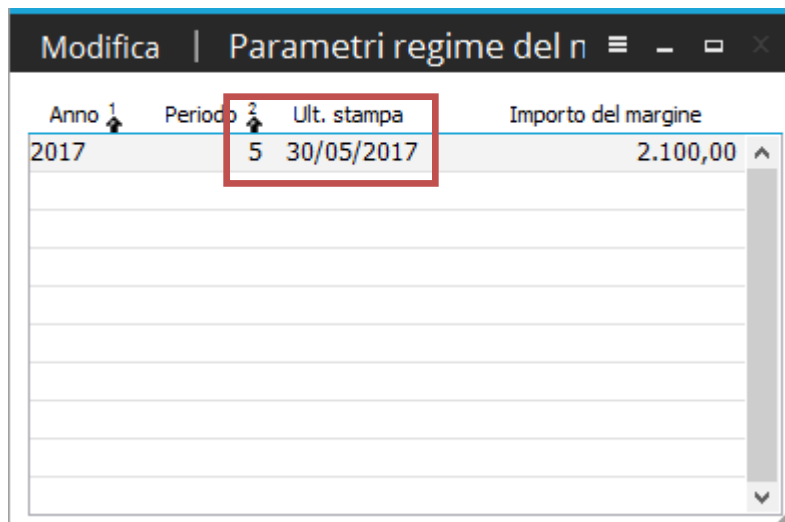 Modifica | Parametri regime del n
Anno 1 Periodo 2 Ult. stampa Importo del margine
2017 5 30/05/2017 2.100,00